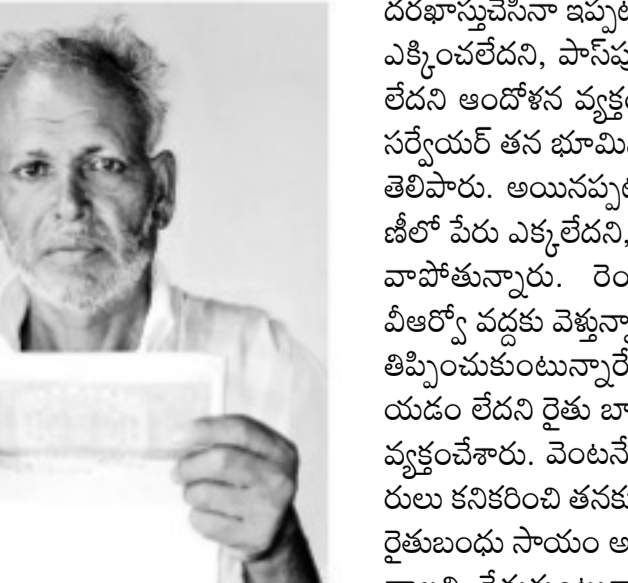 దరఖాస్తుచేసినా ఇప్పట
ఎక్కించలేదని, పాస్‌పు
లేదని ఆందోళన వ్యక్తం
సర్వేయర్ తన భూమిని
తెలిపారు. అయినప్పట
ణీలో పేరు ఎక్కలేదని,
వాపోతున్నారు. రెం
వీఆర్వో వద్దకు వెళ్తున్నా
తిప్పించుకుంటున్నారే
యడం లేదని రైతు బా
వ్యక్తంచేశారు. వెంటనే
రులు కనికరించి తనకు
రైతుబంధు సాయం అ